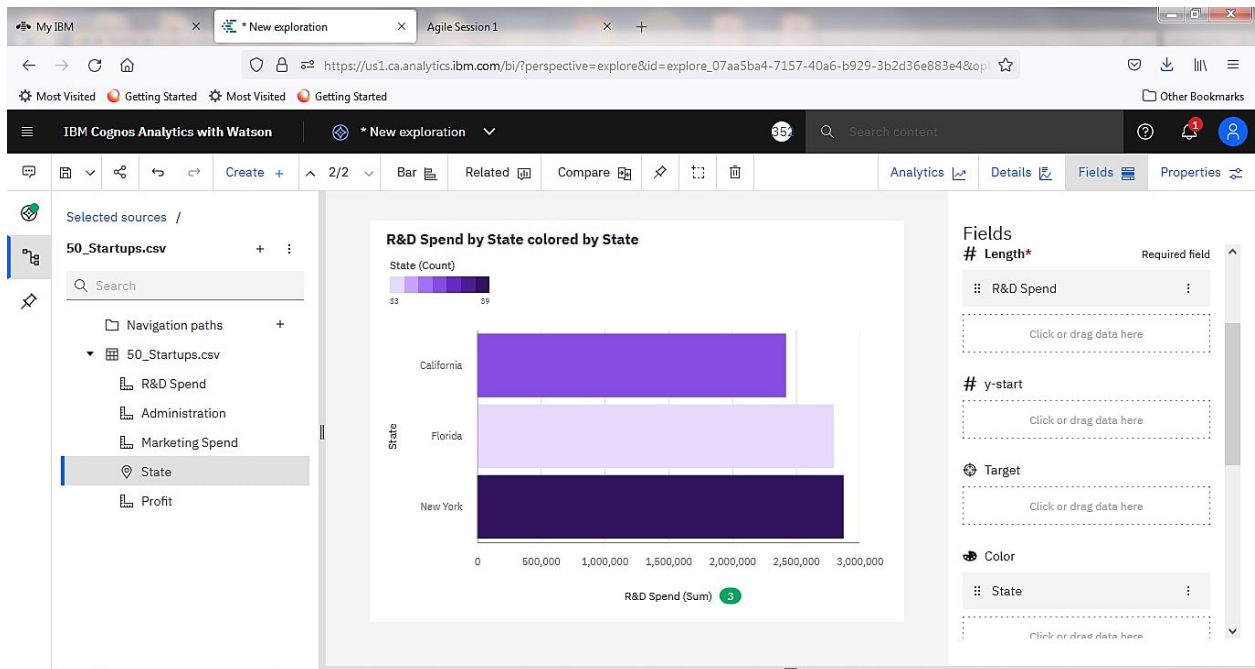 My IBM
* New exploration
Agile Session 1
https://us1.ca.analytics.ibm.com/bi/?perspective=explore&id=explore_07aa5ba4-7157-40a6-b929-3b2d36e883e4&opt
Most Visited Getting Started Most Visited Getting Started Other Bookmarks
IBM Cognos Analytics with Watson
* New exploration
352
Search content
1
Create +
2/2
Bar
Related
Compare
Analytics
Details
Fields
Properties
Selected sources /
50_Startups.csv
Search
Navigation paths
50_Startups.csv
R&D Spend
Administration
Marketing Spend
State
Profit
R&D Spend by State colored by State
State (Count)
33 39
California
Florida
New York
State
0 500,000 1,000,000 1,500,000 2,000,000 2,500,000 3,000,000
R&D Spend (Sum) 3
Fields
# Length* Required field
R&D Spend
Click or drag data here
# y-start
Click or drag data here
Target
Click or drag data here
Color
State
Click or drag data here